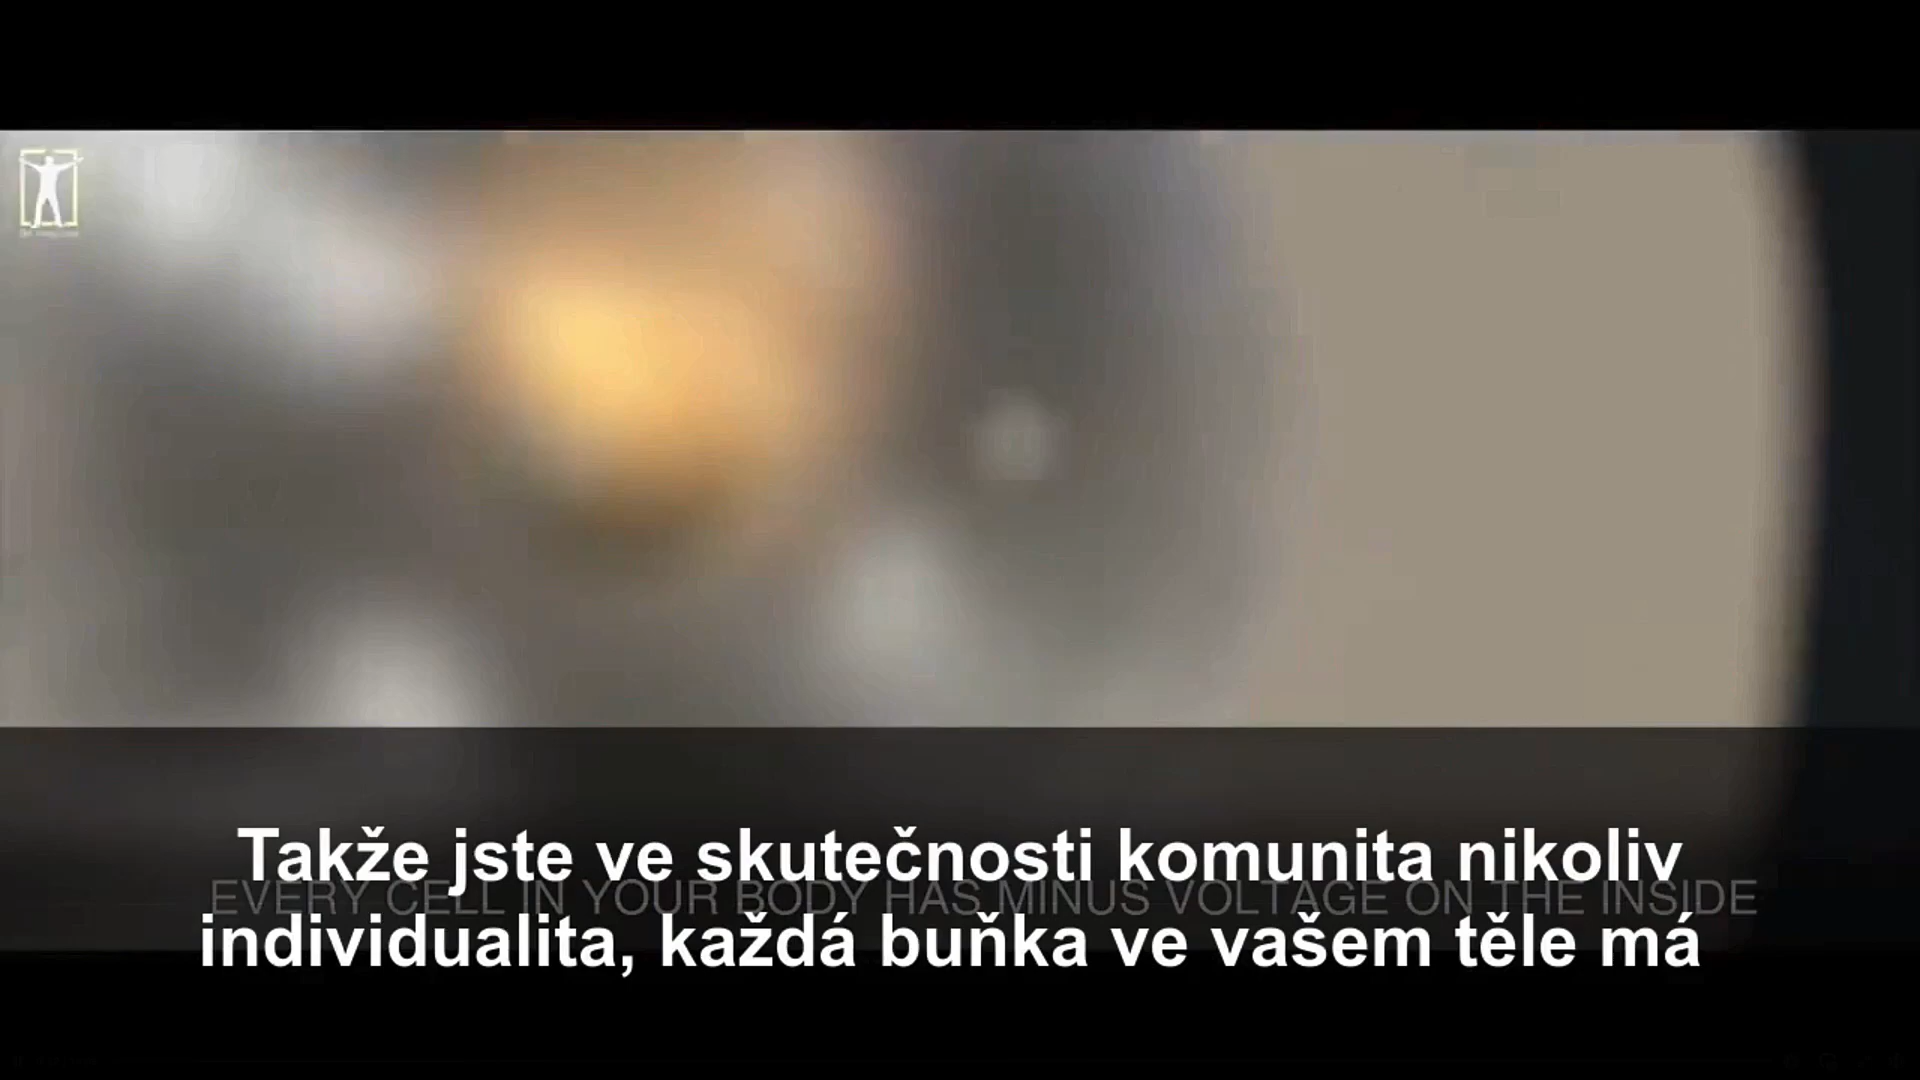 Takže jste ve skutečnosti komunita nikoliv
EVERY CELL IN YOUR BODY HAS MINUS VOLTAGE ON THE INSIDE
individualita, každá buňka ve vašem těle má